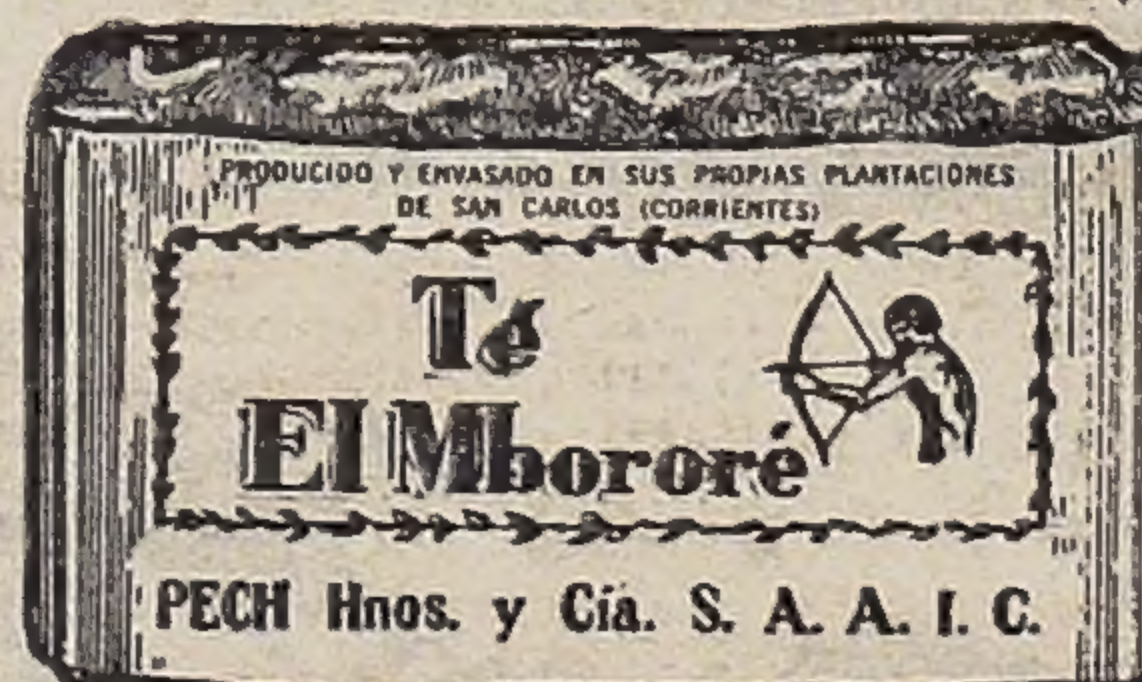 PRODUCIDO Y ENVASADO EN SUS PROPIAS PLANTACIONES
DE SAN CARLOS (CORRIENTES)
Té
El Mbororé
PECH Hnos. y Cía. S. A. A. I. C.